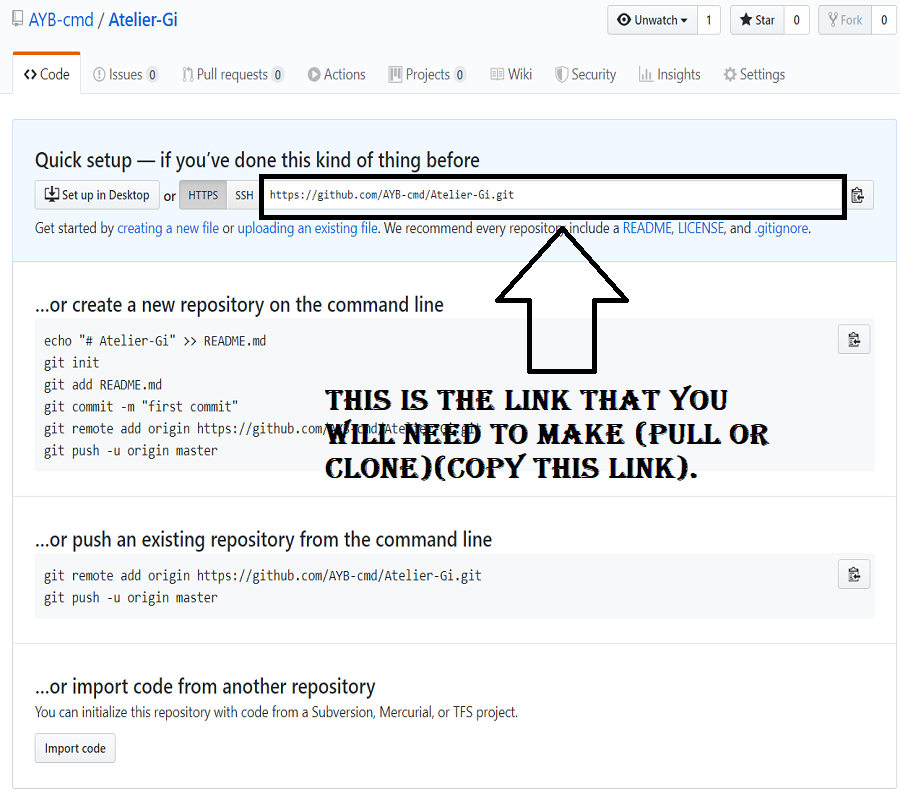 AYB-cmd / Atelier-Gi
Unwatch 1 Star 0 Fork 0
Code Issues 0 Pull requests 0 Actions Projects 0 Wiki Security Insights Settings
Quick setup — if you’ve done this kind of thing before
Set up in Desktop or HTTPS SSH https://github.com/AYB-cmd/Atelier-Gi.git
Get started by creating a new file or uploading an existing file. We recommend every repository include a README, LICENSE, and .gitignore.
…or create a new repository on the command line
echo "# Atelier-Gi" >> README.md
git init
git add README.md
git commit -m "first commit"
git remote add origin https://github.com/AYB-cmd/Atelier-Gi.git
git push -u origin master
THIS IS THE LINK THAT YOU
WILL NEED TO MAKE (PULL OR
CLONE)(COPY THIS LINK).
…or push an existing repository from the command line
git remote add origin https://github.com/AYB-cmd/Atelier-Gi.git
git push -u origin master
…or import code from another repository
You can initialize this repository with code from a Subversion, Mercurial, or TFS project.
Import code